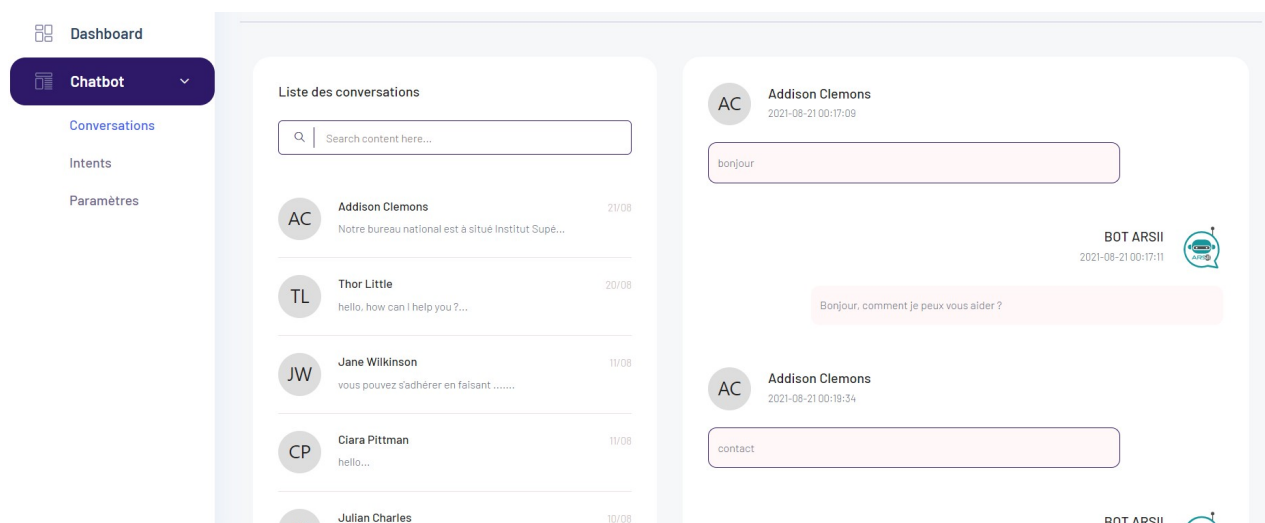 Dashboard
Chatbot
Conversations
Intents
Paramètres
Liste des conversations
Search content here...
AC
Addison Clemons
21/08
Notre bureau national est à situé Institut Supé...
TL
Thor Little
20/08
hello, how can I help you ?...
JW
Jane Wilkinson
11/08
vous pouvez s'adhérer en faisant .......
CP
Ciara Pittman
11/08
hello...
Julian Charles
10/08
AC
Addison Clemons
2021-08-21 00:17:09
bonjour
BOT ARSII
2021-08-21 00:17:11
ARSII
Bonjour, comment je peux vous aider ?
AC
Addison Clemons
2021-08-21 00:19:34
contact
BOT ARSII